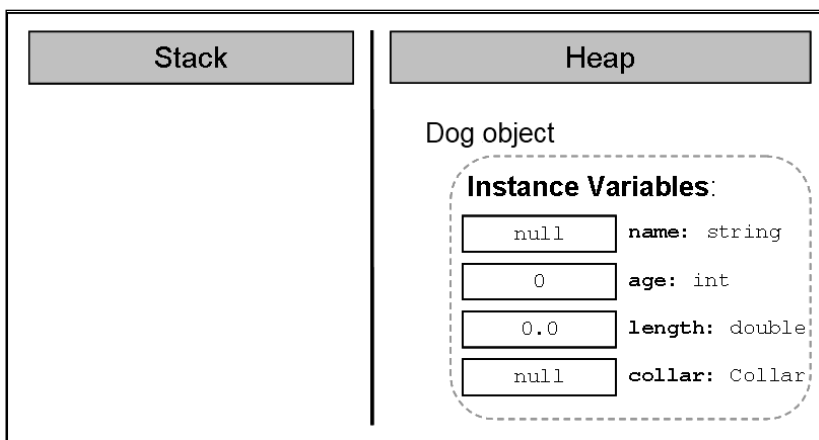 Stack
Heap
Dog object
Instance Variables:
null name: string
0 age: int
0.0 length: double
null collar: Collar